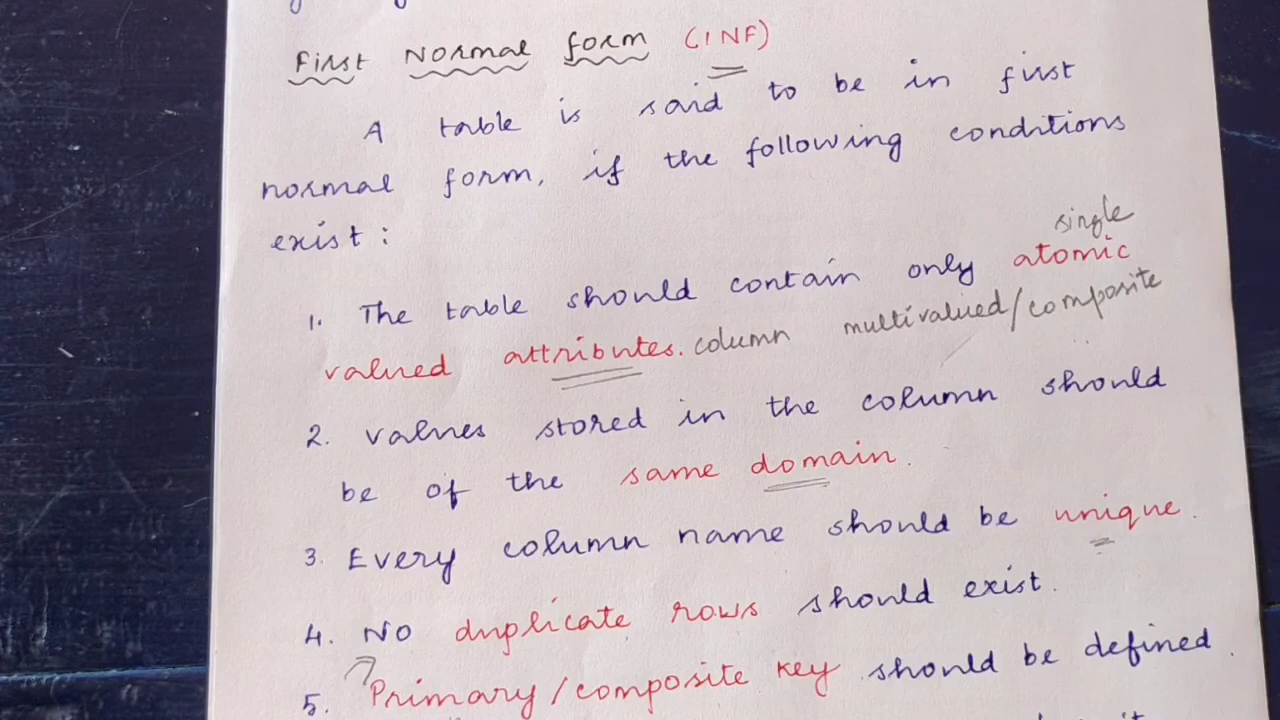 First Normal form (1NF)
A table is said to be in first
normal form, if the following conditions
exist :
single
1. The table should contain only atomic
valued attributes. column multivalued/composite
2. values stored in the column should
be of the same domain.
3. Every column name should be unique.
4. No duplicate rows should exist.
5. Primary/composite key should be defined.